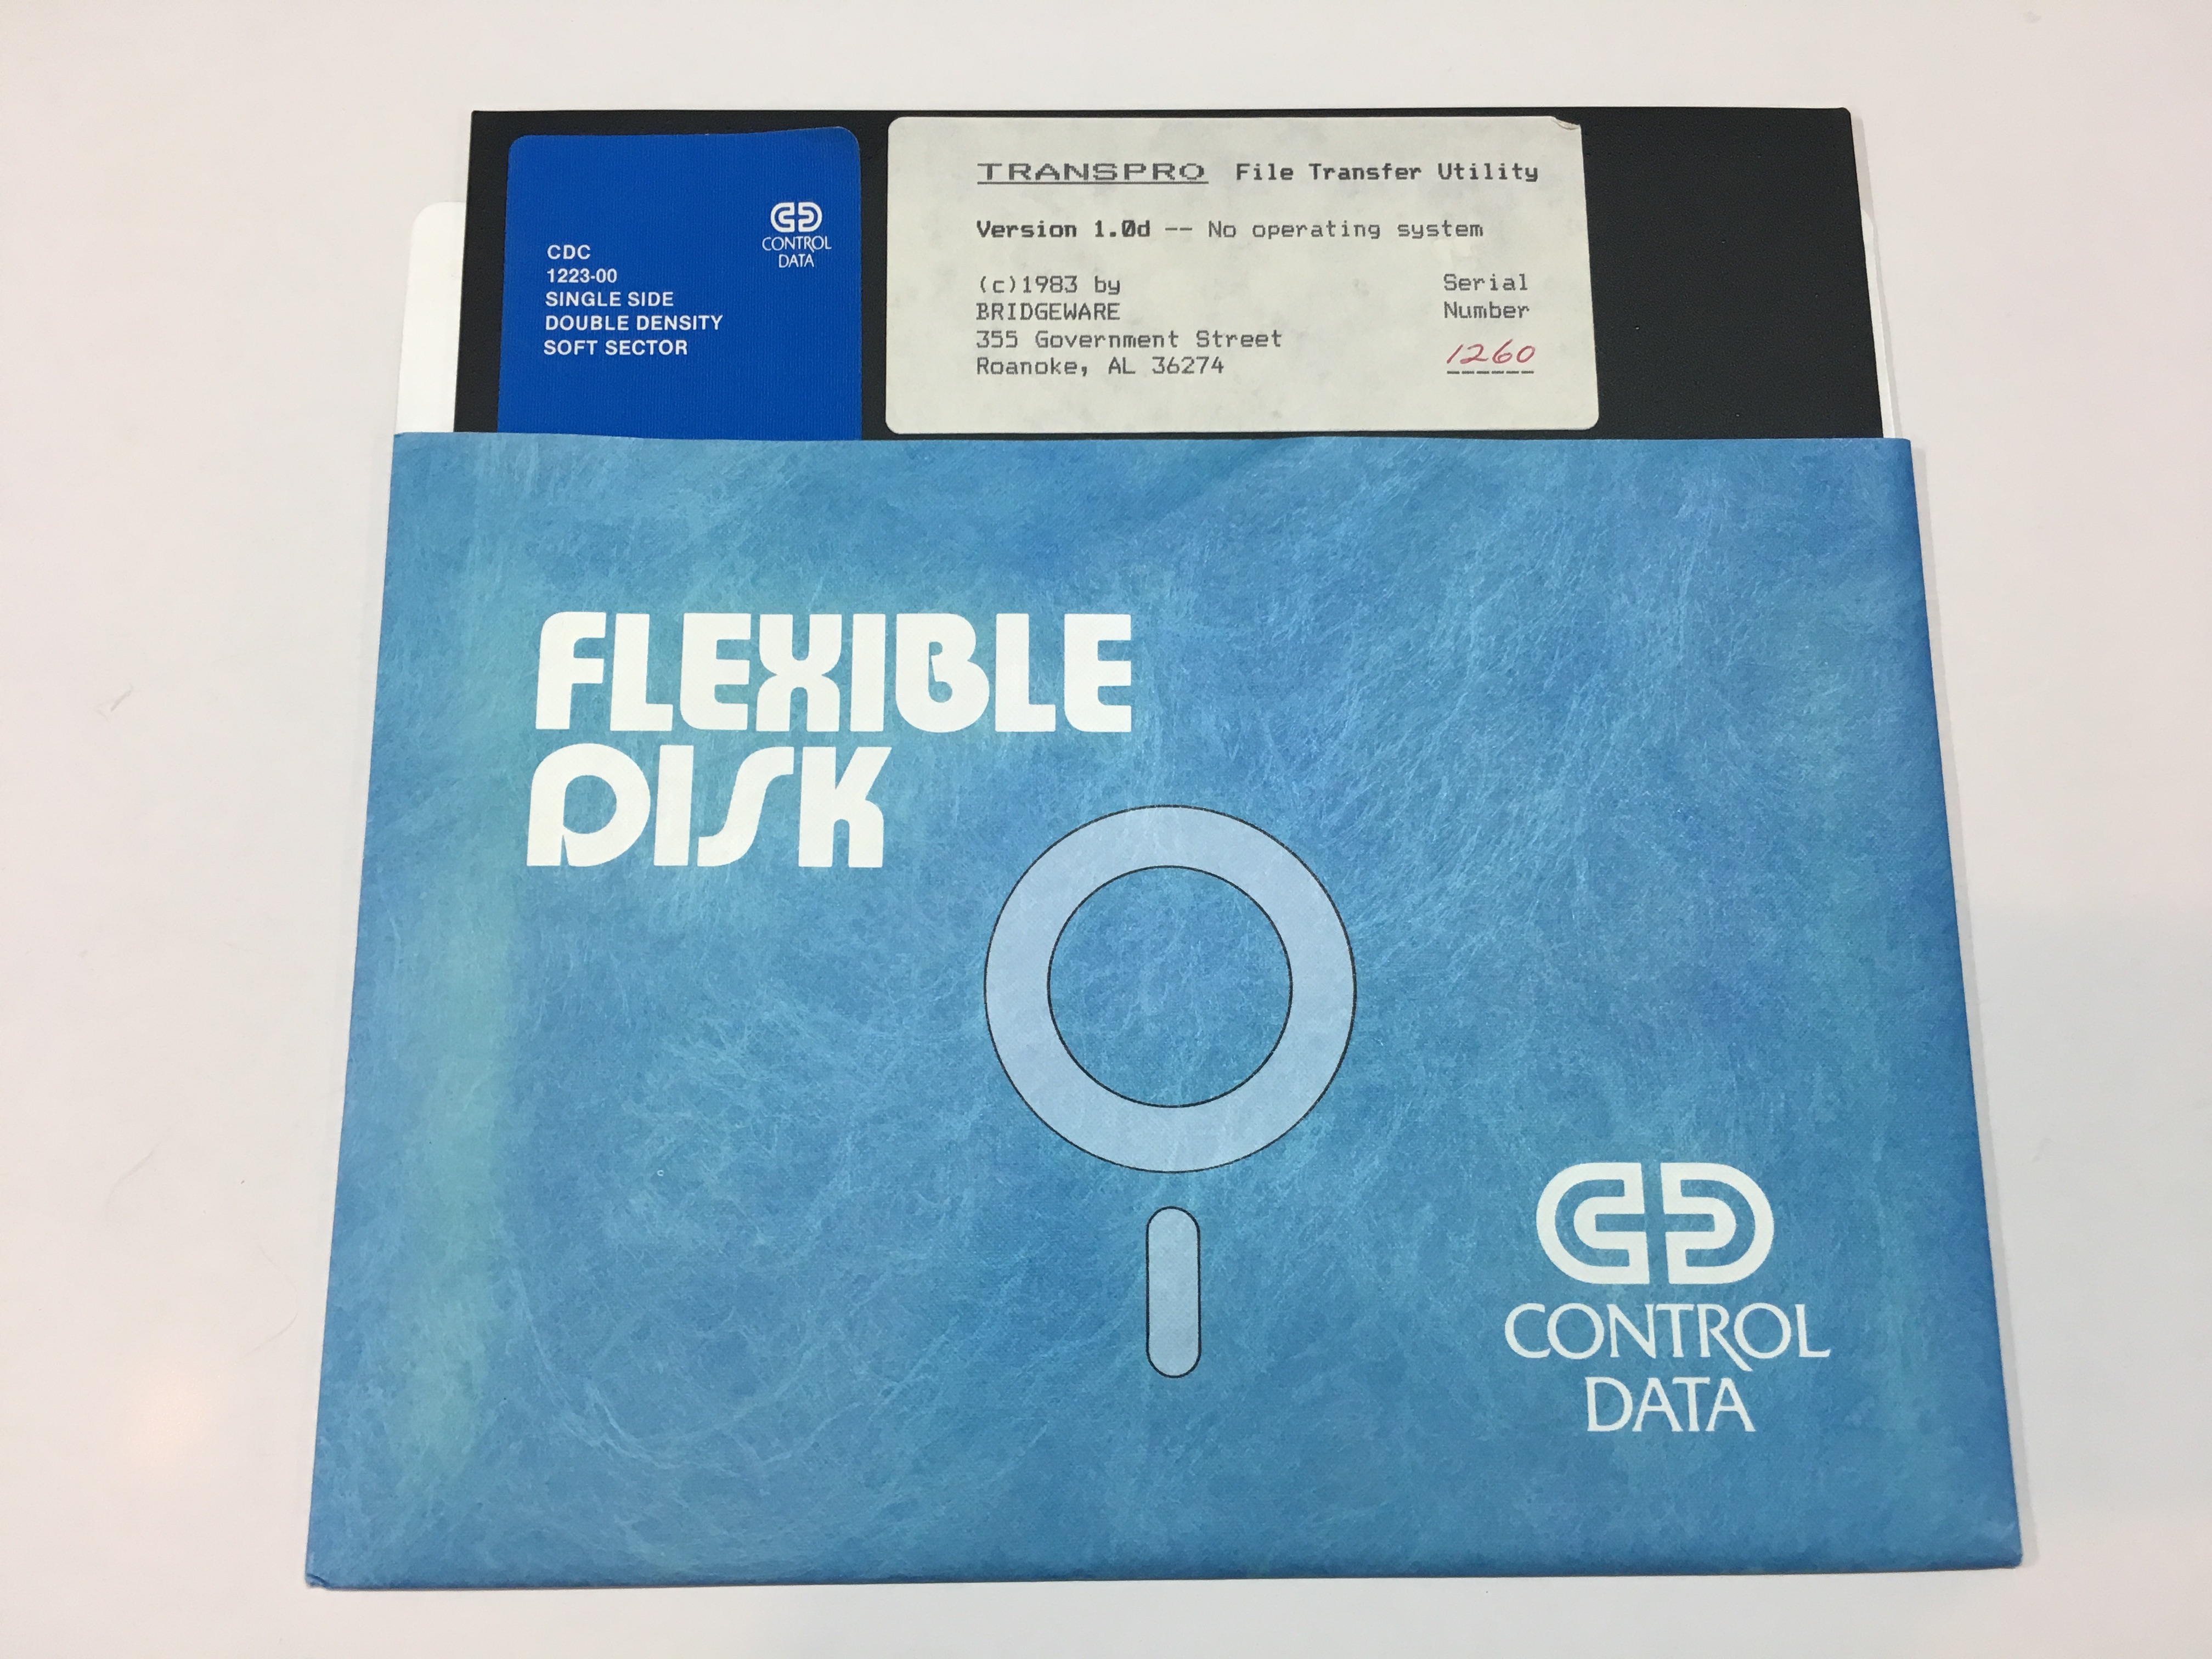 CDC
1223-00
SINGLE SIDE
DOUBLE DENSITY
SOFT SECTOR
CONTROL
DATA
TRANSPRO File Transfer Utility
Version 1.0d -- No operating system
(c)1983 by
BRIDGEWARE
355 Government Street
Roanoke, AL 36274
Serial
Number
1260
FLEXIBLE
DISK
CONTROL
DATA